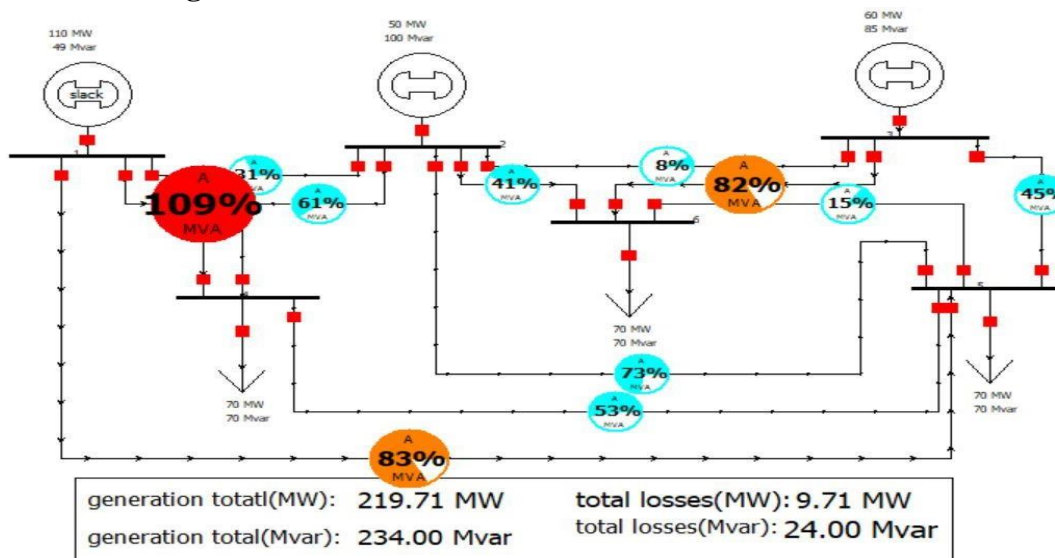 110 MW
49 Mvar
50 MW
100 Mvar
60 MW
85 Mvar
slack
1
2
3
A
31%
MVA
A
109%
MVA
A
61%
MVA
A
41%
MVA
A
8%
MVA
A
82%
MVA
A
15%
MVA
A
45%
MVA
6
5
70 MW
70 Mvar
70 MW
70 Mvar
70 MW
70 Mvar
A
73%
MVA
A
53%
MVA
A
83%
MVA
generation totatl(MW): 219.71 MW
total losses(MW): 9.71 MW
generation total(Mvar): 234.00 Mvar
total losses(Mvar): 24.00 Mvar